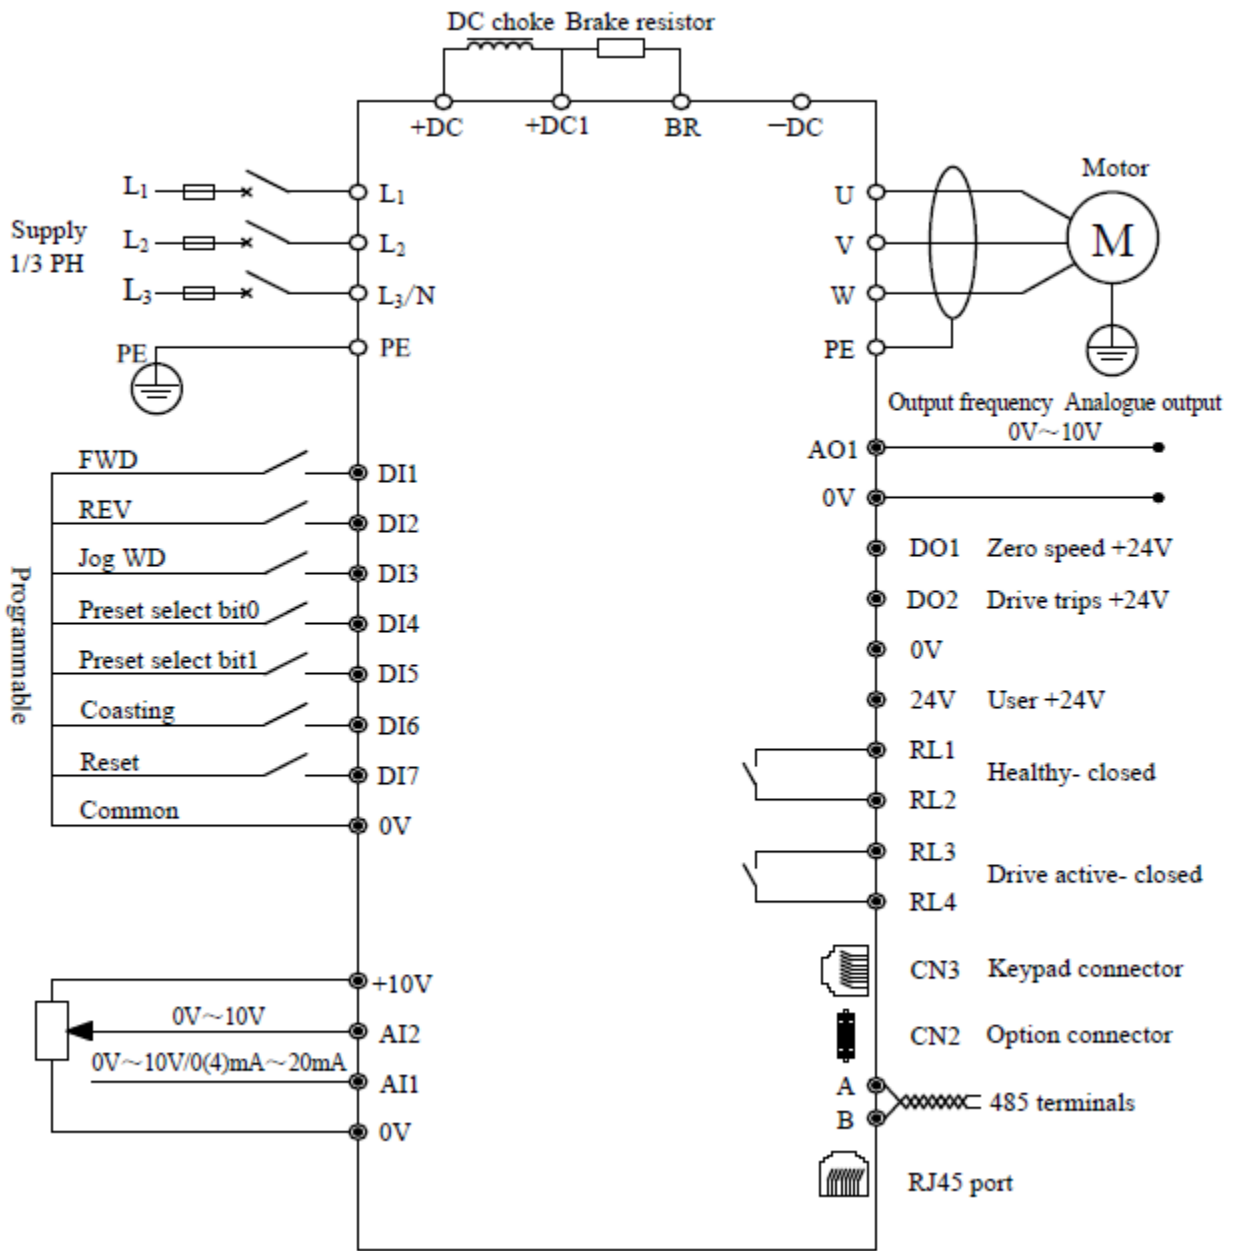 DC choke Brake resistor
+DC
+DC1
BR
−DC
L1
L1
L2
L2
L3
L3/N
Supply
1/3 PH
PE
PE
U
V
W
PE
Motor
M
Output frequency Analogue output
0V~10V
AO1
0V
FWD
DI1
REV
DI2
Jog WD
DI3
Preset select bit0
DI4
Preset select bit1
DI5
Coasting
DI6
Reset
DI7
Common
0V
Programmable
DO1 Zero speed +24V
DO2 Drive trips +24V
0V
24V User +24V
RL1
Healthy- closed
RL2
RL3
Drive active- closed
RL4
+10V
0V~10V
AI2
0V~10V/0(4)mA~20mA
AI1
0V
CN3 Keypad connector
CN2 Option connector
A
485 terminals
B
RJ45 port